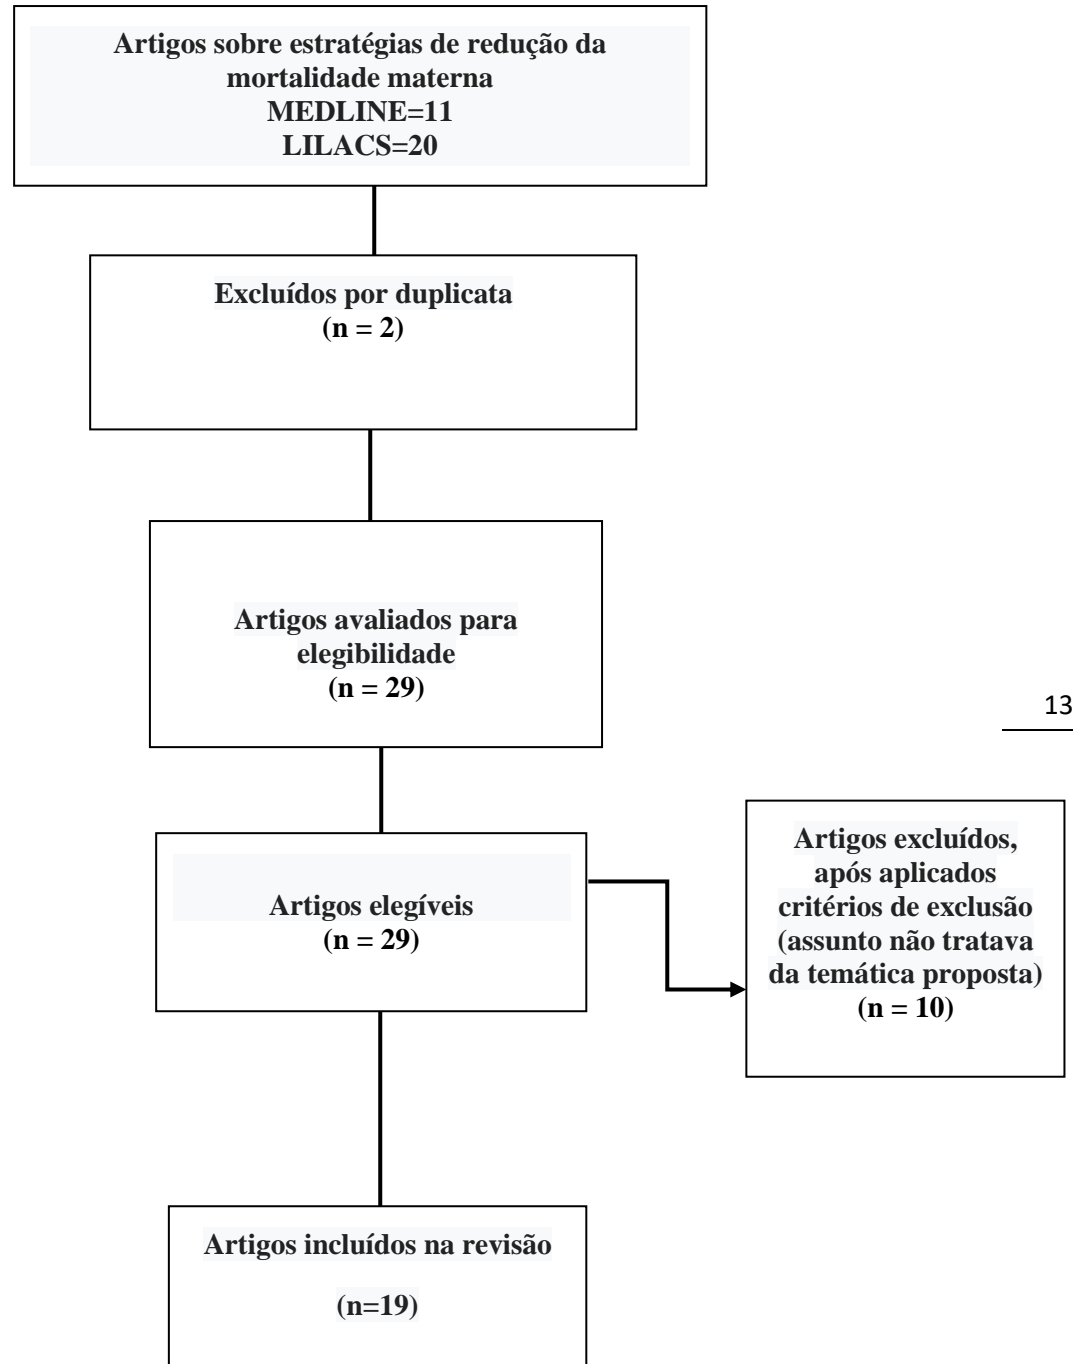 Artigos sobre estratégias de redução da
mortalidade materna
MEDLINE=11
LILACS=20
Excluídos por duplicata
(n = 2)
Artigos avaliados para
elegibilidade
(n = 29)
13
Artigos elegíveis
(n = 29)
Artigos excluídos,
após aplicados
critérios de exclusão
(assunto não tratava
da temática proposta)
(n = 10)
Artigos incluídos na revisão
(n=19)